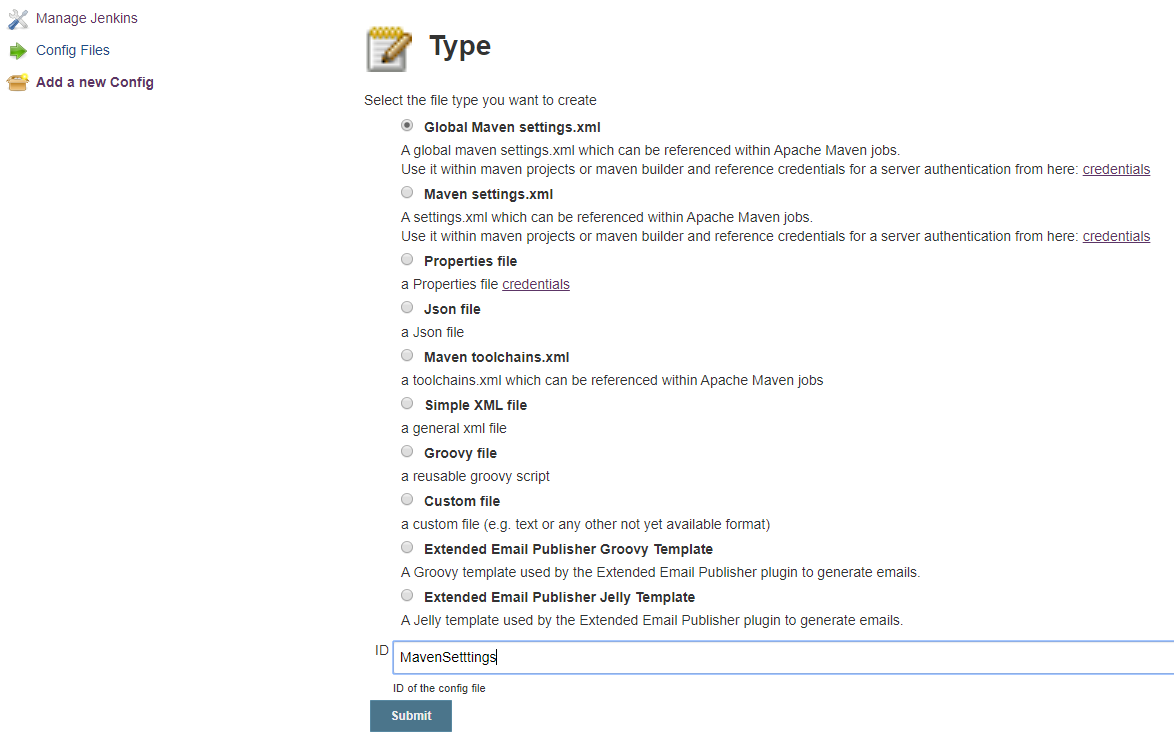 Manage Jenkins
Config Files
Add a new Config
Type
Select the file type you want to create
Global Maven settings.xml
A global maven settings.xml which can be referenced within Apache Maven jobs.
Use it within maven projects or maven builder and reference credentials for a server authentication from here: credentials
Maven settings.xml
A settings.xml which can be referenced within Apache Maven jobs.
Use it within maven projects or maven builder and reference credentials for a server authentication from here: credentials
Properties file
a Properties file credentials
Json file
a Json file
Maven toolchains.xml
a toolchains.xml which can be referenced within Apache Maven jobs
Simple XML file
a general xml file
Groovy file
a reusable groovy script
Custom file
a custom file (e.g. text or any other not yet available format)
Extended Email Publisher Groovy Template
A Groovy template used by the Extended Email Publisher plugin to generate emails.
Extended Email Publisher Jelly Template
A Jelly template used by the Extended Email Publisher plugin to generate emails.
ID MavenSetttings
ID of the config file
Submit